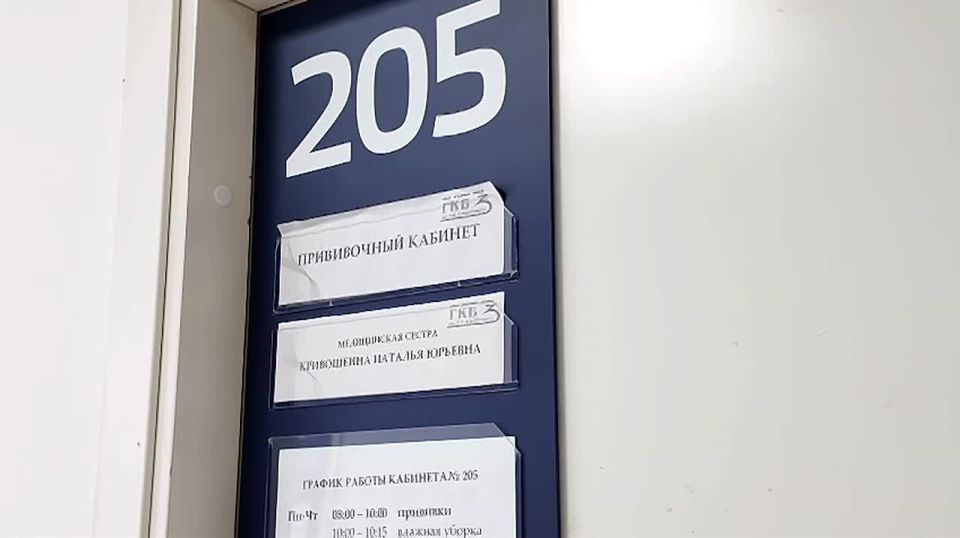 205
ГКБ 3
ПРИВИВОЧНЫЙ КАБИНЕТ
ГКБ 3
МЕДИЦИНСКАЯ СЕСТРА
КРИВОШЕИНА НАТАЛЬЯ ЮРЬЕВНА
ГРАФИК РАБОТЫ КАБИНЕТА № 205
Пн-Чт 08:00 – 10:00 прививки
10:00 – 10:15 влажная уборка